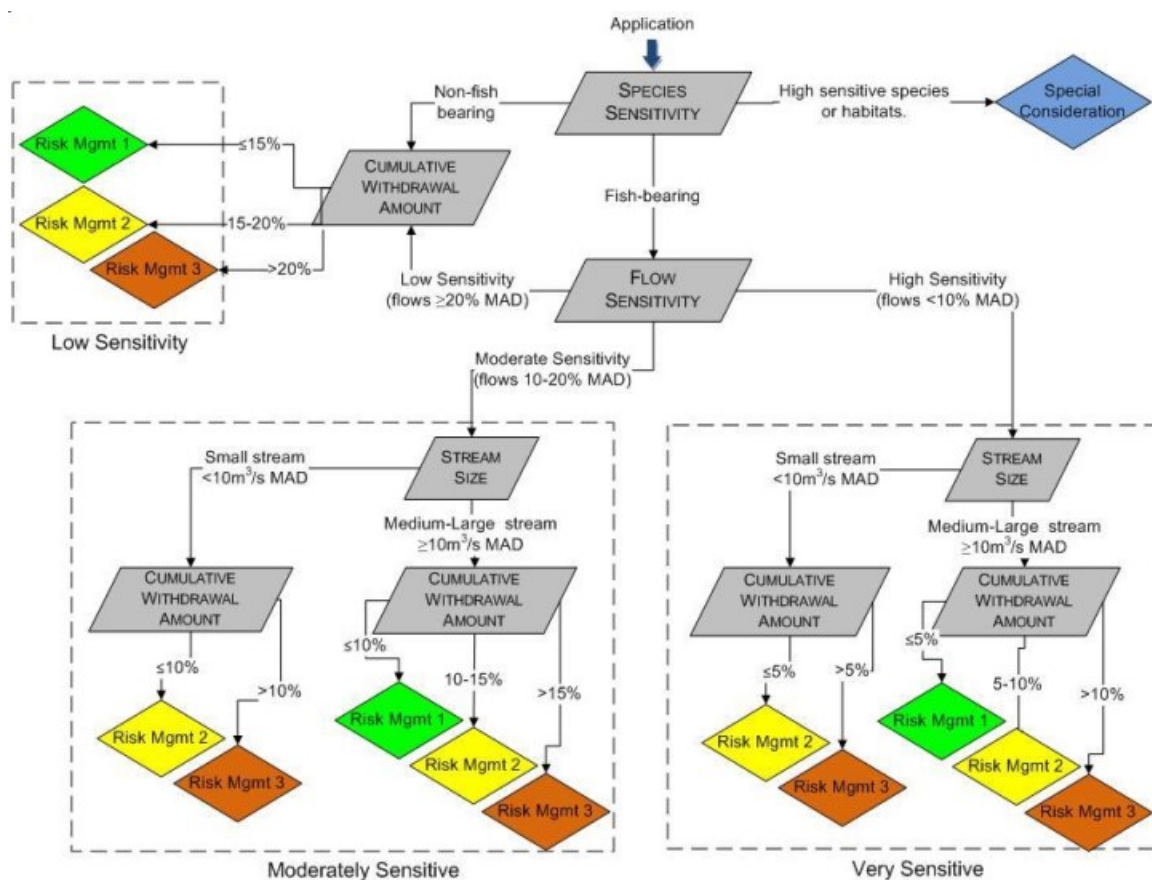 Application
SPECIES
SENSITIVITY
Non-fish
bearing
High sensitive species
or habitats.
Special
Consideration
Risk Mgmt 1
≤15%
CUMULATIVE
WITHDRAWAL
AMOUNT
Risk Mgmt 2
15-20%
Risk Mgmt 3
>20%
Fish-bearing
Low Sensitivity
(flows ≥20% MAD)
FLOW
SENSITIVITY
High Sensitivity
(flows <10% MAD)
Low Sensitivity
Moderate Sensitivity
(flows 10-20% MAD)
Small stream
<10m³/s MAD
STREAM
SIZE
Medium-Large stream
≥10m³/s MAD
CUMULATIVE
WITHDRAWAL
AMOUNT
CUMULATIVE
WITHDRAWAL
AMOUNT
≤10%
>10%
≤10%
10-15%
>15%
Risk Mgmt 2
Risk Mgmt 3
Risk Mgmt 1
Risk Mgmt 2
Risk Mgmt 3
Moderately Sensitive
Small stream
<10m³/s MAD
STREAM
SIZE
Medium-Large stream
≥10m³/s MAD
CUMULATIVE
WITHDRAWAL
AMOUNT
CUMULATIVE
WITHDRAWAL
AMOUNT
≤5%
>5%
≤5%
5-10%
>10%
Risk Mgmt 2
Risk Mgmt 3
Risk Mgmt 1
Risk Mgmt 2
Risk Mgmt 3
Very Sensitive